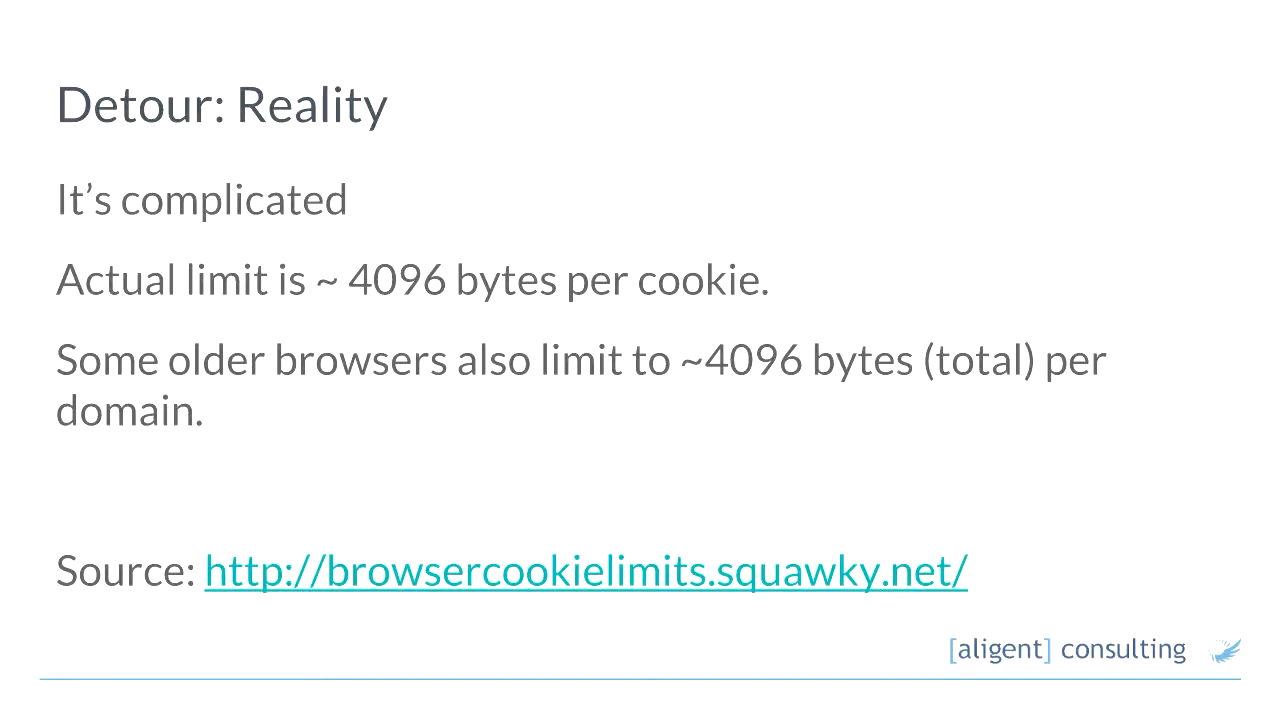 Detour: Reality
It’s complicated
Actual limit is ~ 4096 bytes per cookie.
Some older browsers also limit to ~4096 bytes (total) per
domain.
Source: http://browsercookielimits.squawky.net/
[aligent] consulting